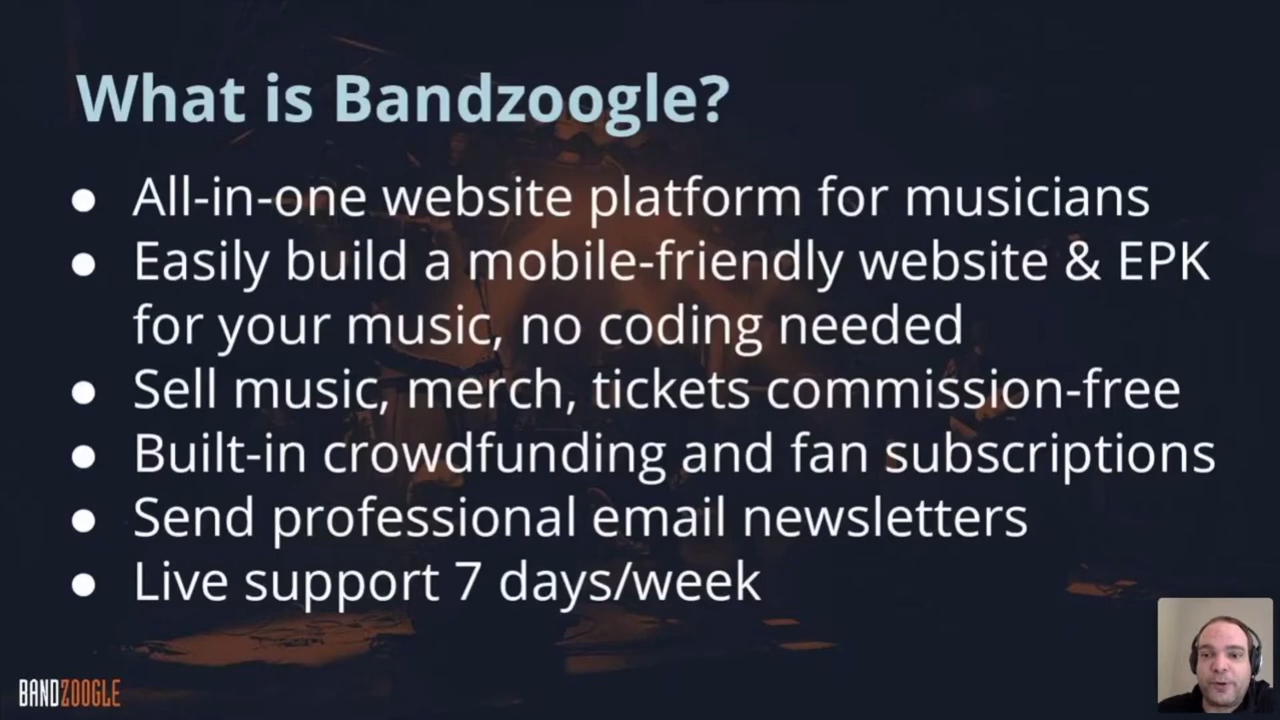 What is Bandzoogle?
● All-in-one website platform for musicians
● Easily build a mobile-friendly website & EPK
for your music, no coding needed
● Sell music, merch, tickets commission-free
● Built-in crowdfunding and fan subscriptions
● Send professional email newsletters
● Live support 7 days/week
BANDZOOGLE